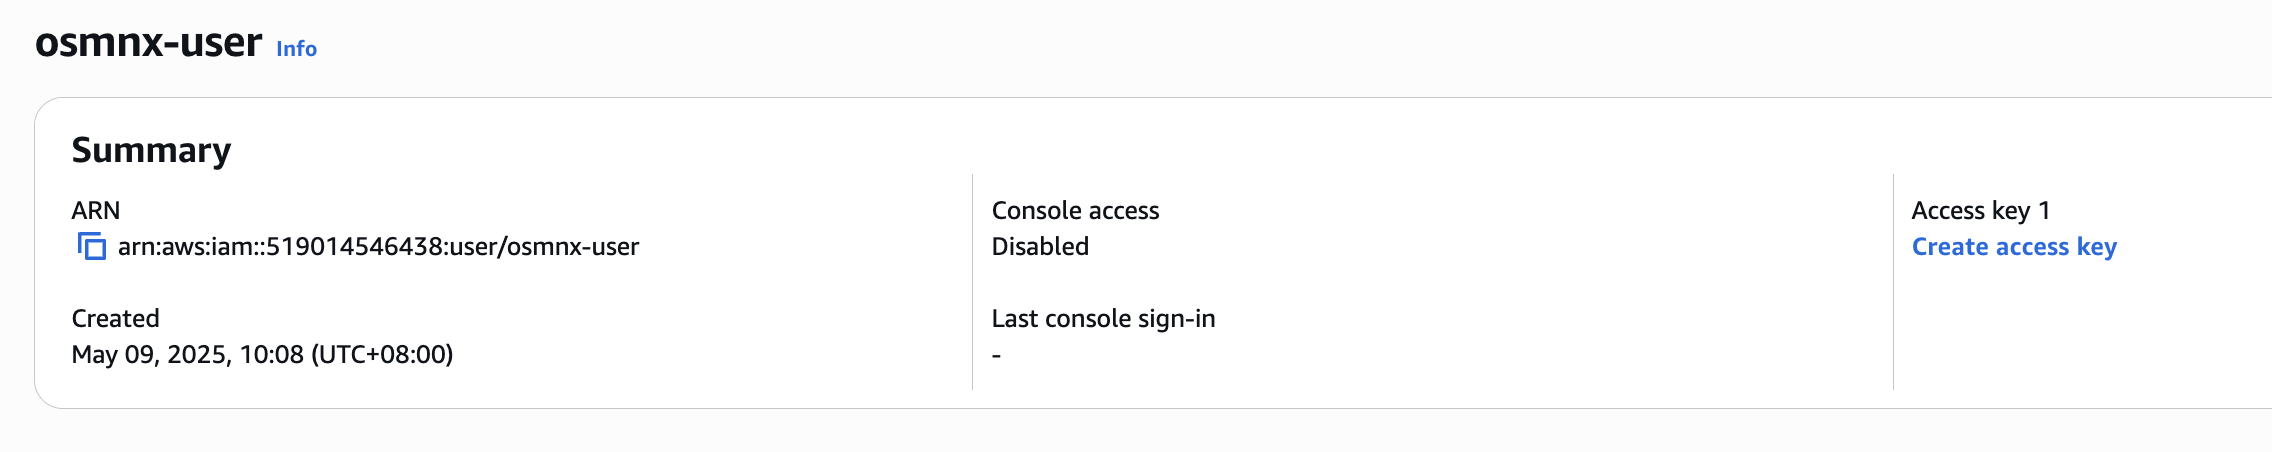 osmnx-user Info
Summary
ARN
arn:aws:iam::519014546438:user/osmnx-user
Created
May 09, 2025, 10:08 (UTC+08:00)
Console access
Disabled
Last console sign-in
-
Access key 1
Create access key